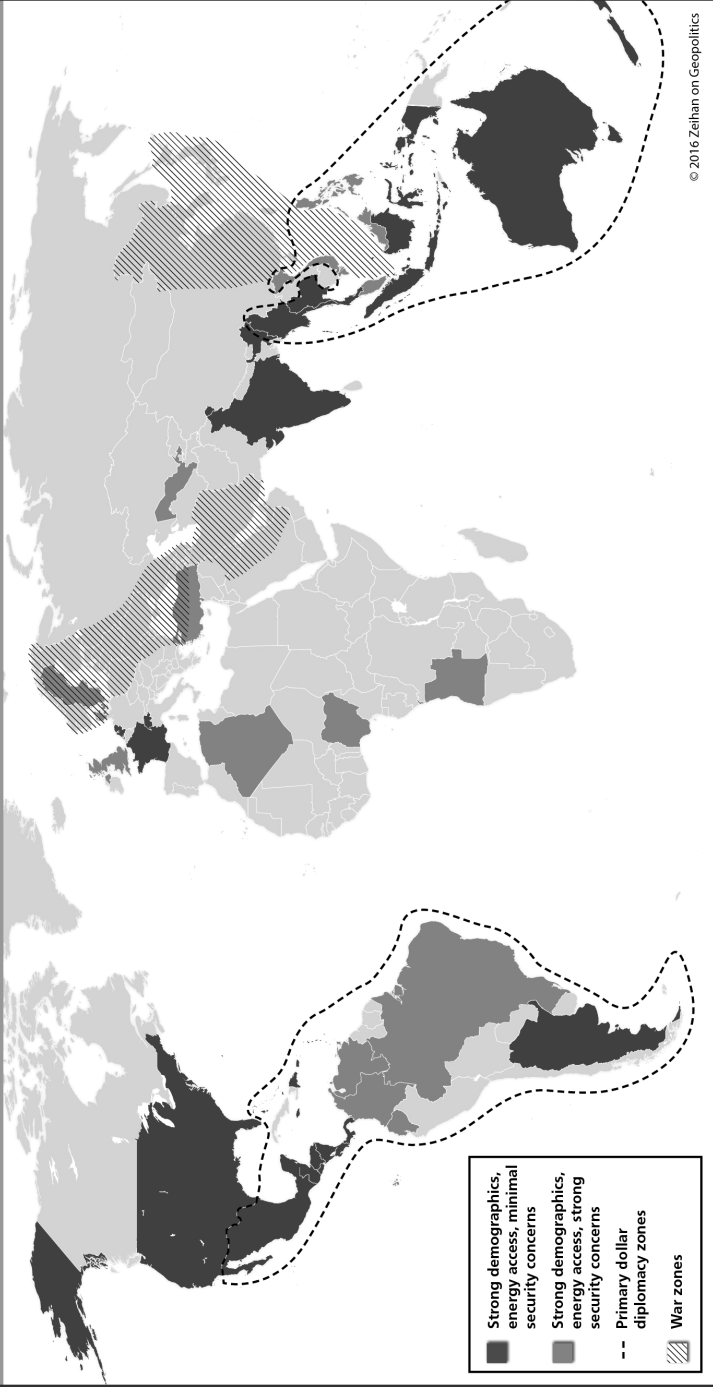 Strong demographics,
energy access, minimal
security concerns
Strong demographics,
energy access, strong
security concerns
Primary dollar
diplomacy zones
War zones
© 2016 Zeihan on Geopolitics